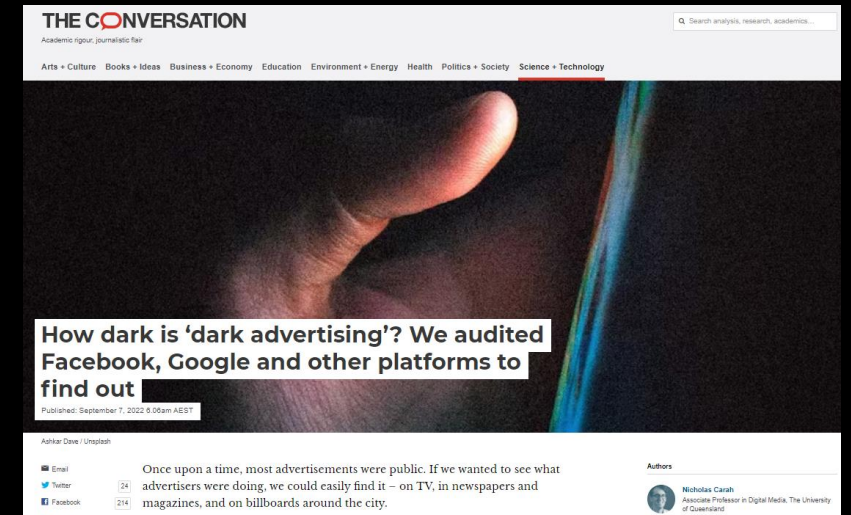 THE CONVERSATION
Academic rigour, journalistic flair
Search analysis, research, academics...
Arts + Culture Books + Ideas Business + Economy Education Environment + Energy Health Politics + Society Science + Technology
How dark is ‘dark advertising’? We audited
Facebook, Google and other platforms to
find out
Published: September 7, 2022 6.06am AEST
Ashkar Dave / Unsplash
Email
Twitter 24
Facebook 214
Once upon a time, most advertisements were public. If we wanted to see what
advertisers were doing, we could easily find it – on TV, in newspapers and
magazines, and on billboards around the city.
Authors
Nicholas Carah
Associate Professor in Digital Media, The University
of Queensland